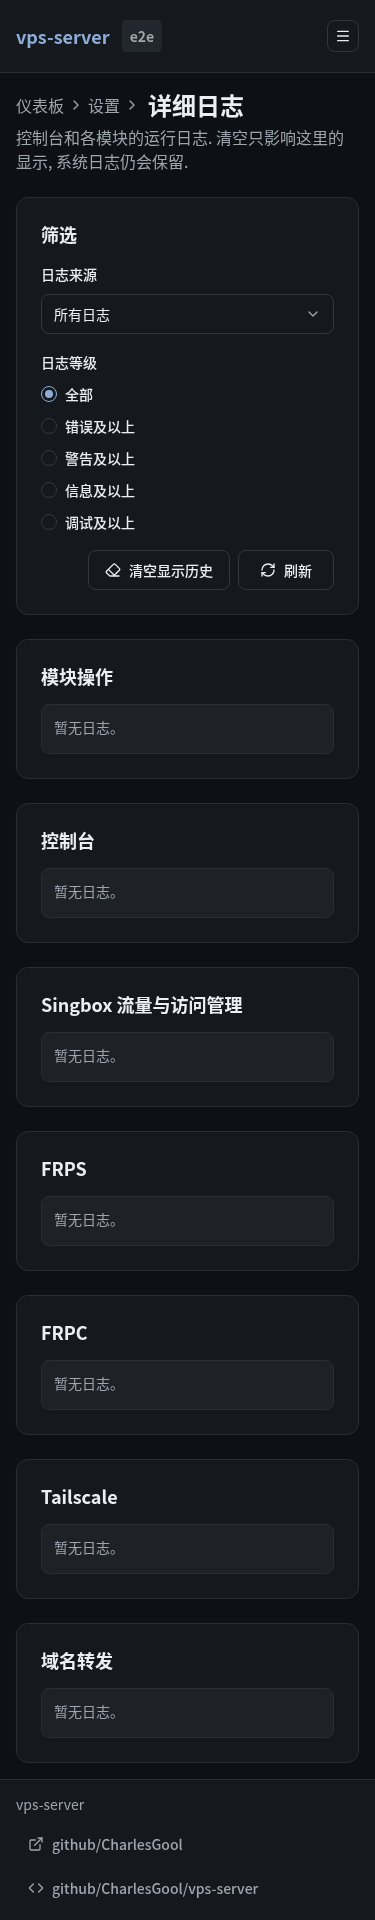 vps-server e2e
仪表板 设置 详细日志
控制台和各模块的运行日志. 清空只影响这里的
显示, 系统日志仍会保留.
筛选
日志来源
所有日志
日志等级
全部
错误及以上
警告及以上
信息及以上
调试及以上
清空显示历史 刷新
模块操作
暂无日志。
控制台
暂无日志。
Singbox 流量与访问管理
暂无日志。
FRPS
暂无日志。
FRPC
暂无日志。
Tailscale
暂无日志。
域名转发
暂无日志。
vps-server
github/CharlesGool
github/CharlesGool/vps-server